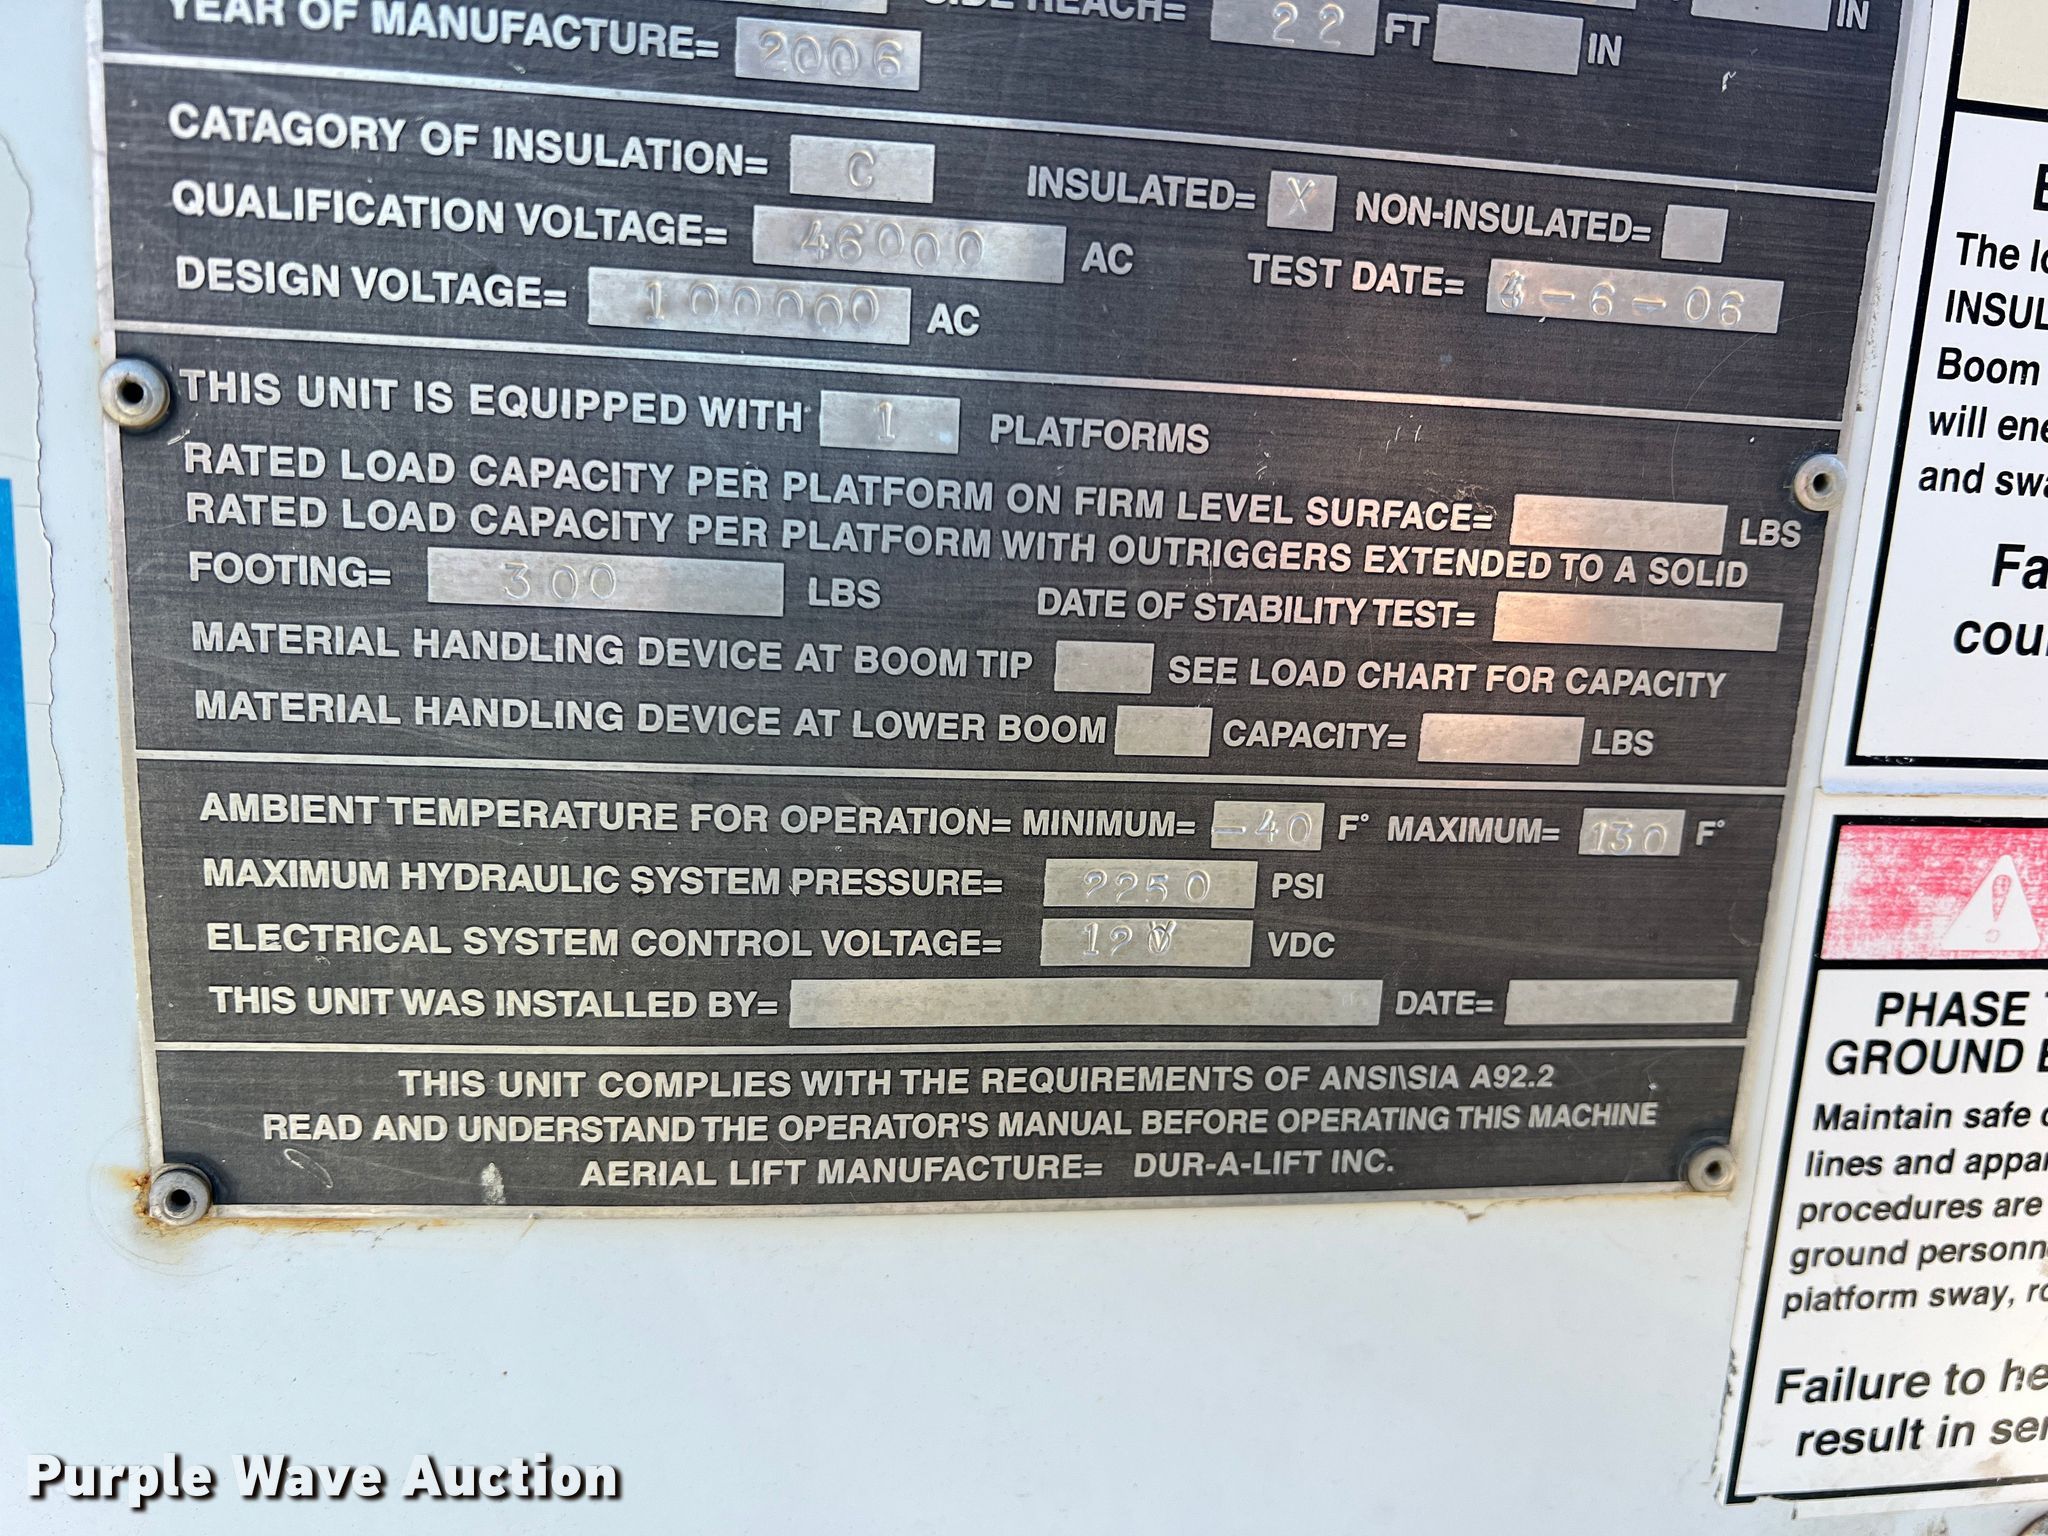 YEAR OF MANUFACTURE= 2006 SIDE REACH= 22 FT IN IN
CATAGORY OF INSULATION= C INSULATED= X NON-INSULATED=
QUALIFICATION VOLTAGE= 46000 AC TEST DATE= -6-06
DESIGN VOLTAGE= 100000 AC
THIS UNIT IS EQUIPPED WITH 1 PLATFORMS
RATED LOAD CAPACITY PER PLATFORM ON FIRM LEVEL SURFACE= LBS
RATED LOAD CAPACITY PER PLATFORM WITH OUTRIGGERS EXTENDED TO A SOLID
FOOTING= 300 LBS DATE OF STABILITY TEST=
MATERIAL HANDLING DEVICE AT BOOM TIP SEE LOAD CHART FOR CAPACITY
MATERIAL HANDLING DEVICE AT LOWER BOOM CAPACITY= LBS
AMBIENT TEMPERATURE FOR OPERATION= MINIMUM= -40 F° MAXIMUM= 130 F°
MAXIMUM HYDRAULIC SYSTEM PRESSURE= 2250 PSI
ELECTRICAL SYSTEM CONTROL VOLTAGE= 12V VDC
THIS UNIT WAS INSTALLED BY= DATE=
THIS UNIT COMPLIES WITH THE REQUIREMENTS OF ANSI\SIA A92.2
READ AND UNDERSTAND THE OPERATOR'S MANUAL BEFORE OPERATING THIS MACHINE
AERIAL LIFT MANUFACTURE= DUR-A-LIFT INC.
The
INSUL
Boom
will
and
Fa
cou
PHASE
GROUND
Maintain safe
lines and
procedures are
ground
platform sway,
Failure to
result in
Purple Wave Auction